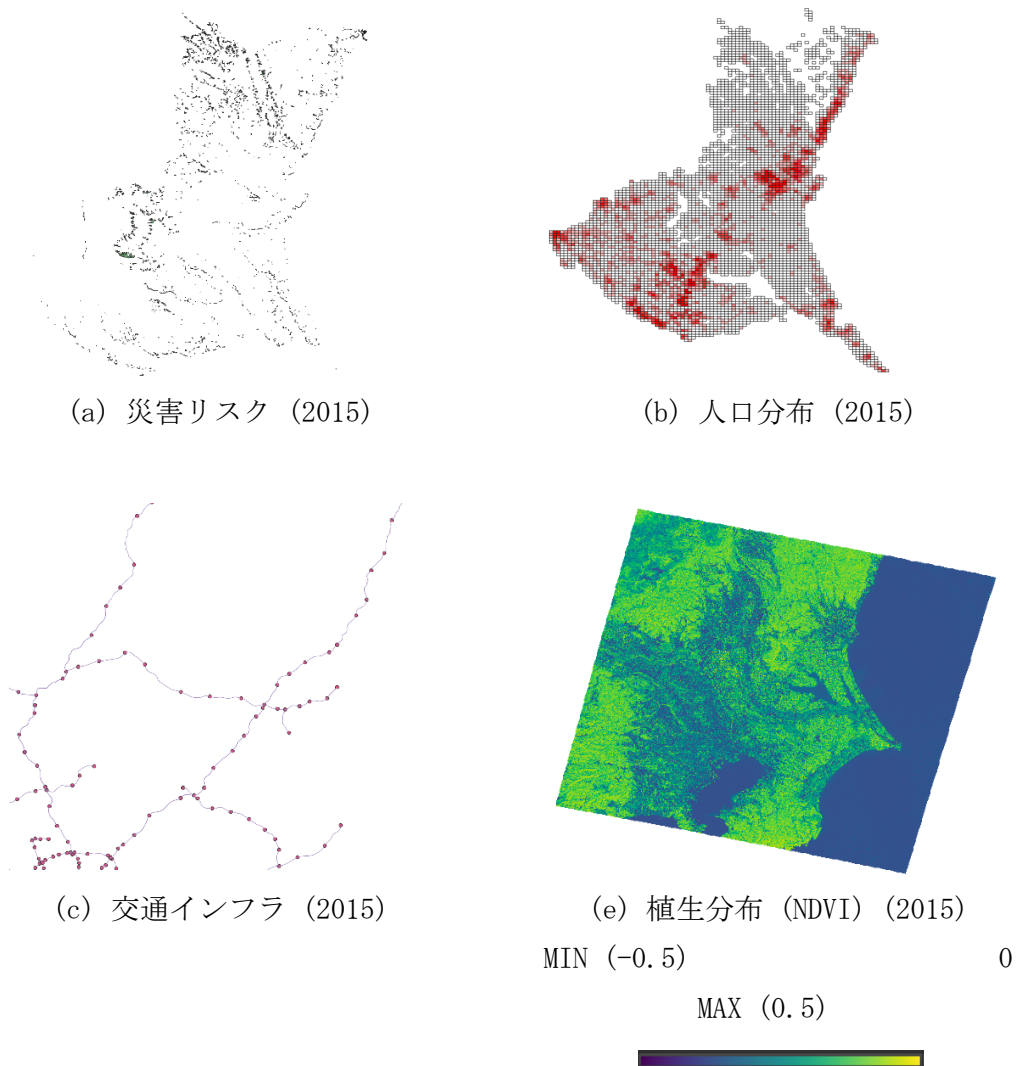 (a) 災害リスク (2015)
(b) 人口分布 (2015)
(c) 交通インフラ (2015)
(e) 植生分布 (NDVI) (2015)
MIN (-0.5) 0
MAX (0.5)